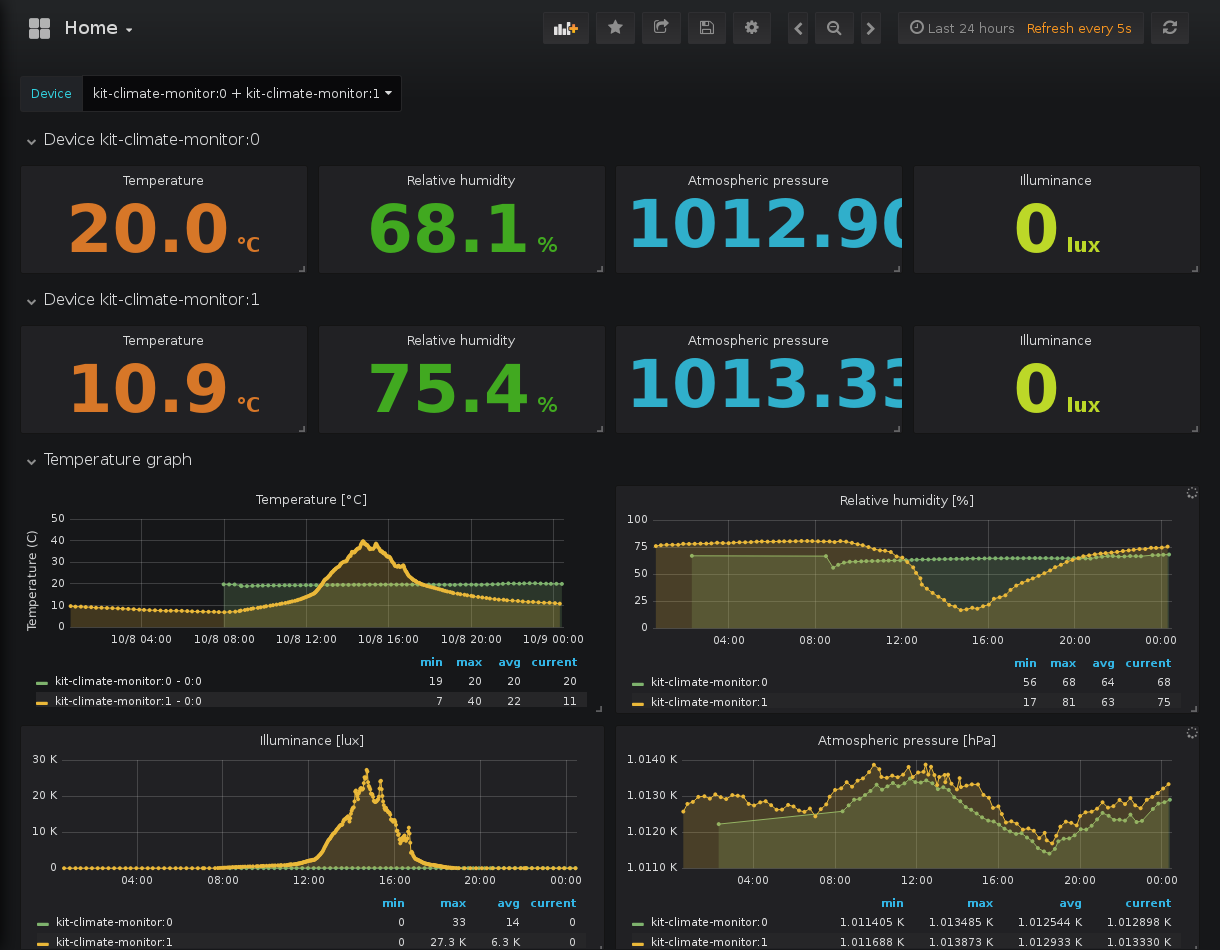 Home
Last 24 hours Refresh every 5s
Device kit-climate-monitor:0 + kit-climate-monitor:1
Device kit-climate-monitor:0
Temperature Relative humidity Atmospheric pressure Illuminance
20.0 °C 68.1 % 1012.90 0 lux
Device kit-climate-monitor:1
Temperature Relative humidity Atmospheric pressure Illuminance
10.9 °C 75.4 % 1013.33 0 lux
Temperature graph
Temperature [°C]
Temperature (C)
50
40
30
20
10
0
10/8 04:00 10/8 08:00 10/8 12:00 10/8 16:00 10/8 20:00 10/9 00:00
min max avg current
kit-climate-monitor:0 - 0:0 19 20 20 20
kit-climate-monitor:1 - 0:0 7 40 22 11
Relative humidity [%]
100
75
50
25
0
04:00 08:00 12:00 16:00 20:00 00:00
min max avg current
kit-climate-monitor:0 56 68 64 68
kit-climate-monitor:1 17 81 63 75
Illuminance [lux]
30 K
20 K
10 K
0
04:00 08:00 12:00 16:00 20:00 00:00
min max avg current
kit-climate-monitor:0 0 33 14 0
kit-climate-monitor:1 0 27.3 K 6.3 K 0
Atmospheric pressure [hPa]
1.0140 K
1.0130 K
1.0120 K
1.0110 K
04:00 08:00 12:00 16:00 20:00 00:00
min max avg current
kit-climate-monitor:0 1.011405 K 1.013485 K 1.012544 K 1.012898 K
kit-climate-monitor:1 1.011688 K 1.013873 K 1.012933 K 1.013330 K